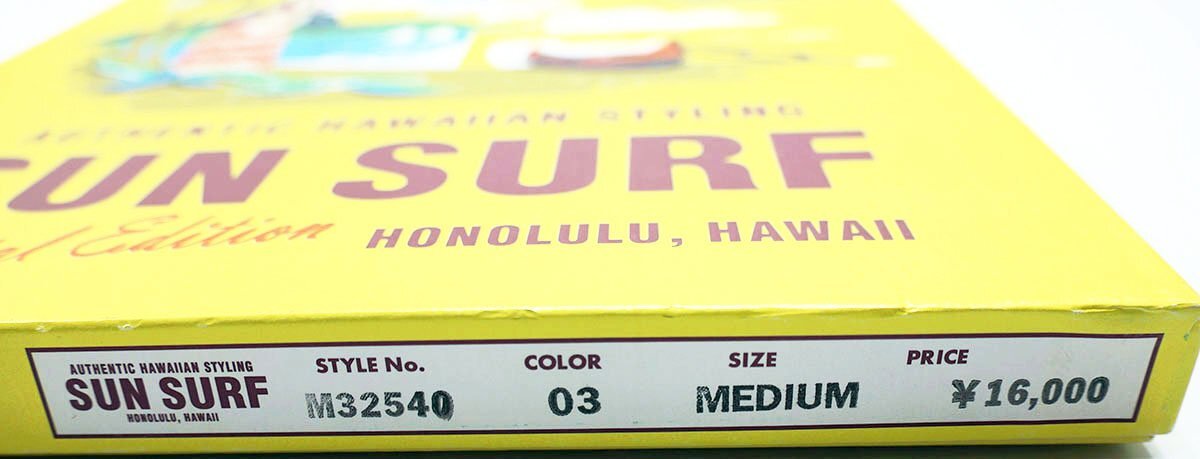 AUTHENTIC HAWAIIAN STYLING
SUN SURF
Edition HONOLULU, HAWAII
AUTHENTIC HAWAIIAN STYLING
SUN SURF
HONOLULU, HAWAII
STYLE No. COLOR SIZE PRICE
M32540 03 MEDIUM ¥16,000